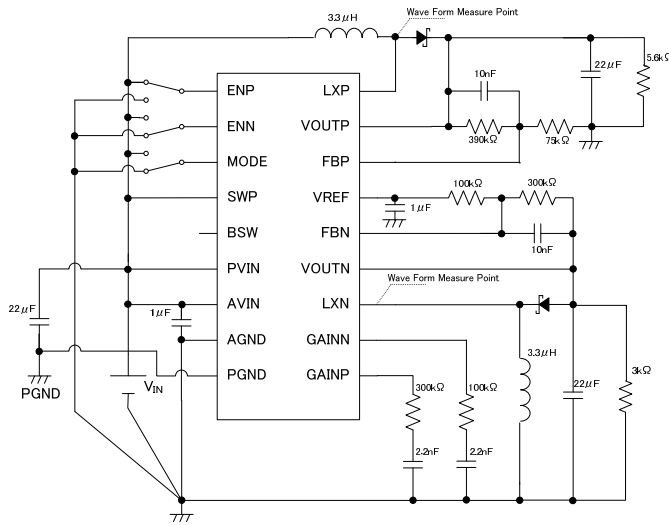 Wave Form Measure Point
3.3μH
22μF
5.6kΩ
10nF
390kΩ
75kΩ
ENP
LXP
ENN
VOUTP
MODE
FBP
SWP
VREF
100kΩ
300kΩ
1μF
BSW
FBN
10nF
PVIN
VOUTN
Wave Form Measure Point
22μF
1μF
AVIN
LXN
AGND
GAINN
3.3μH
22μF
3kΩ
PGND
VIN
PGND
GAINP
300kΩ
100kΩ
2.2nF
2.2nF